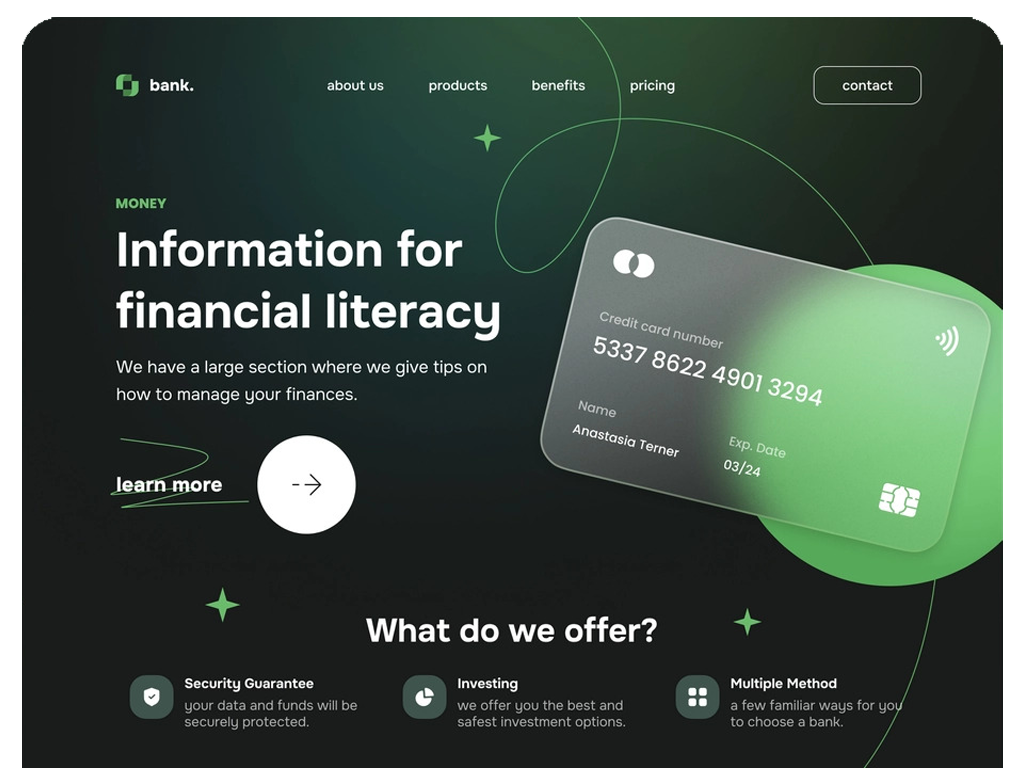 bank.
about us
products
benefits
pricing
contact
MONEY
Information for
financial literacy
We have a large section where we give tips on
how to manage your finances.
learn more
Credit card number
5337 8622 4901 3294
Name
Anastasia Terner
Exp. Date
03/24
What do we offer?
Security Guarantee
your data and funds will be
securely protected.
Investing
we offer you the best and
safest investment options.
Multiple Method
a few familiar ways for you
to choose a bank.